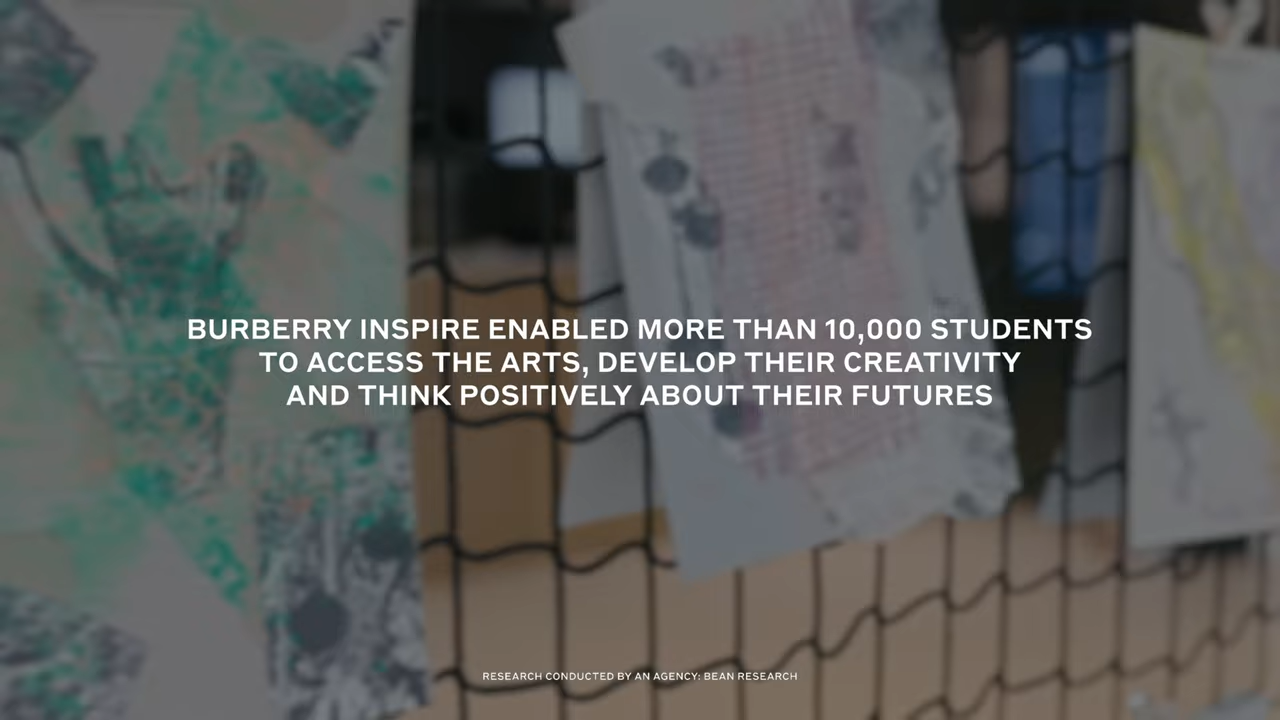 BURBERRY INSPIRE ENABLED MORE THAN 10,000 STUDENTS
TO ACCESS THE ARTS, DEVELOP THEIR CREATIVITY
AND THINK POSITIVELY ABOUT THEIR FUTURES
RESEARCH CONDUCTED BY AN AGENCY: BEAN RESEARCH